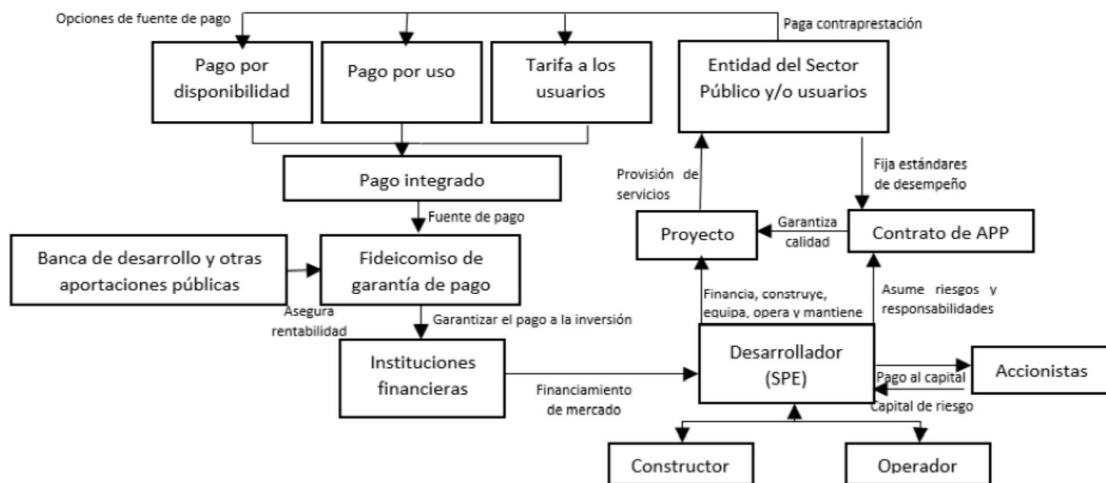 Opciones de fuente de pago
Paga contraprestación
Pago por
disponibilidad
Pago por uso
Tarifa a los
usuarios
Entidad del Sector
Público y/o usuarios
Pago integrado
Provisión de
servicios
Fija estándares
de desempeño
Fuente de pago
Proyecto
Garantiza
calidad
Contrato de APP
Banca de desarrollo y otras
aportaciones públicas
Fideicomiso de
garantía de pago
Asegura
rentabilidad
Garantizar el pago a la inversión
Financia, construye,
equipa, opera y mantiene
Asume riesgos y
responsabilidades
Instituciones
financieras
Financiamiento
de mercado
Desarrollador
(SPE)
Pago al capital
Capital de riesgo
Accionistas
Constructor
Operador